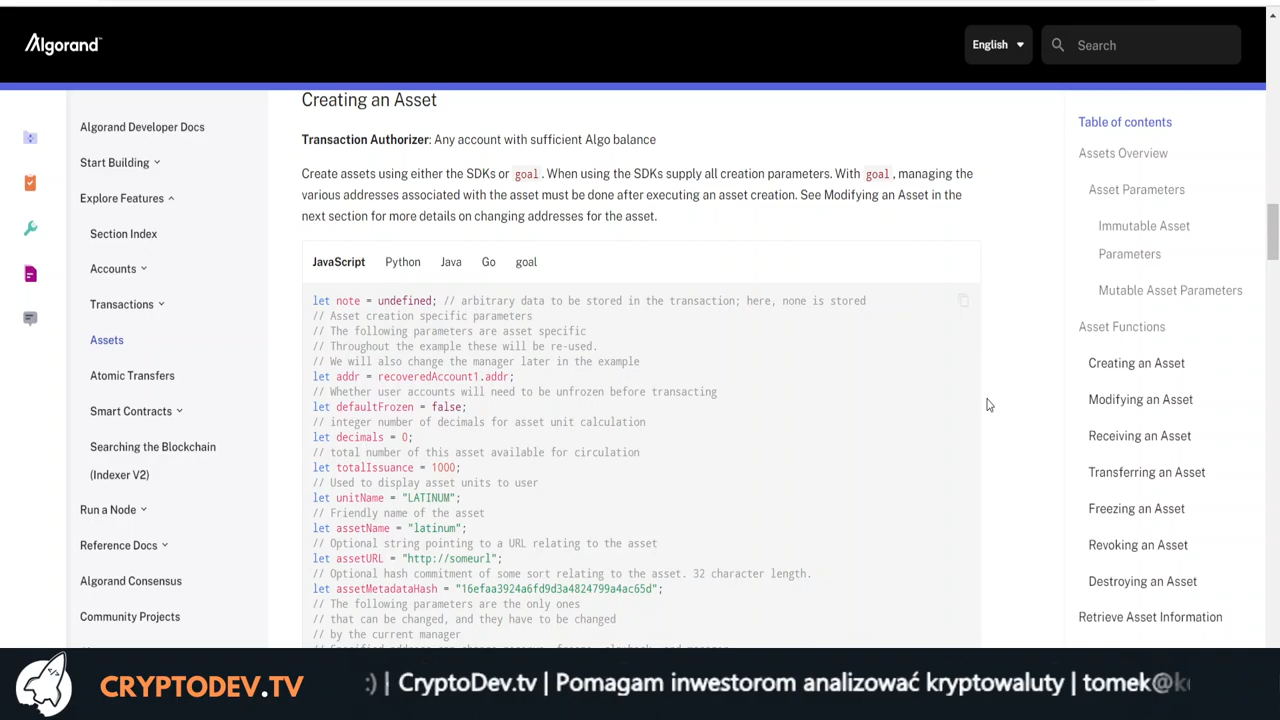 Algorand
English
Search
Algorand Developer Docs
Start Building
Explore Features
Section Index
Accounts
Transactions
Assets
Atomic Transfers
Smart Contracts
Searching the Blockchain
(Indexer V2)
Run a Node
Reference Docs
Algorand Consensus
Community Projects
Creating an Asset
Transaction Authorizer: Any account with sufficient Algo balance
Create assets using either the SDKs or goal. When using the SDKs supply all creation parameters. With goal, managing the
various addresses associated with the asset must be done after executing an asset creation. See Modifying an Asset in the
next section for more details on changing addresses for the asset.
JavaScript Python Java Go goal
let note = undefined; // arbitrary data to be stored in the transaction; here, none is stored
// Asset creation specific parameters
// The following parameters are asset specific
// Throughout the example these will be re-used.
// We will also change the manager later in the example
let addr = recoveredAccount1.addr;
// Whether user accounts will need to be unfrozen before transacting
let defaultFrozen = false;
// integer number of decimals for asset unit calculation
let decimals = 0;
// total number of this asset available for circulation
let totalIssuance = 1000;
// Used to display asset units to user
let unitName = "LATINUM";
// Friendly name of the asset
let assetName = "latinum";
// Optional string pointing to a URL relating to the asset
let assetURL = "http://someurl";
// Optional hash commitment of some sort relating to the asset. 32 character length.
let assetMetadataHash = "16efaa3924a6fd9d3a4824799a4ac65d";
// The following parameters are the only ones
// that can be changed, and they have to be changed
// by the current manager
Table of contents
Assets Overview
Asset Parameters
Immutable Asset
Parameters
Mutable Asset Parameters
Asset Functions
Creating an Asset
Modifying an Asset
Receiving an Asset
Transferring an Asset
Freezing an Asset
Revoking an Asset
Destroying an Asset
Retrieve Asset Information
CRYPTODEV.TV
:) | CryptoDev.tv | Pomagam inwestorom analizować kryptowaluty | tomek@k